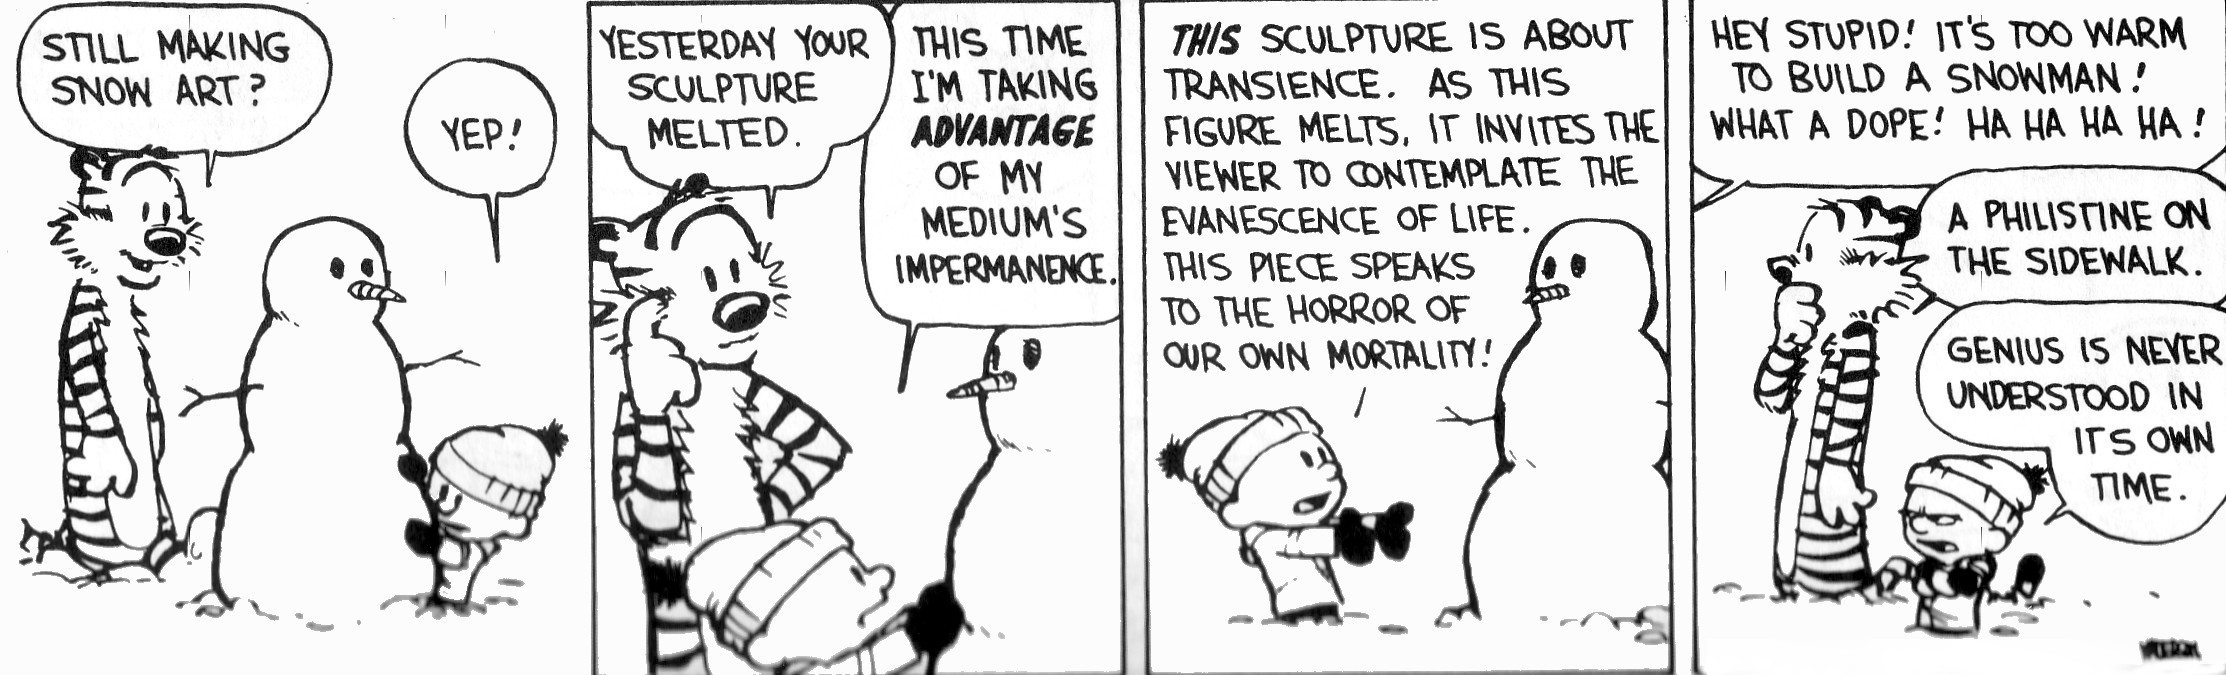 STILL MAKING
SNOW ART?
YEP!
YESTERDAY YOUR
SCULPTURE
MELTED.
THIS TIME
I'M TAKING
ADVANTAGE
OF MY
MEDIUM'S
IMPERMANENCE.
THIS SCULPTURE IS ABOUT
TRANSIENCE. AS THIS
FIGURE MELTS, IT INVITES THE
VIEWER TO CONTEMPLATE THE
EVANESCENCE OF LIFE.
THIS PIECE SPEAKS
TO THE HORROR OF
OUR OWN MORTALITY!
HEY STUPID! IT'S TOO WARM
TO BUILD A SNOWMAN!
WHAT A DOPE! HA HA HA HA!
A PHILISTINE ON
THE SIDEWALK.
GENIUS IS NEVER
UNDERSTOOD IN
ITS OWN
TIME.